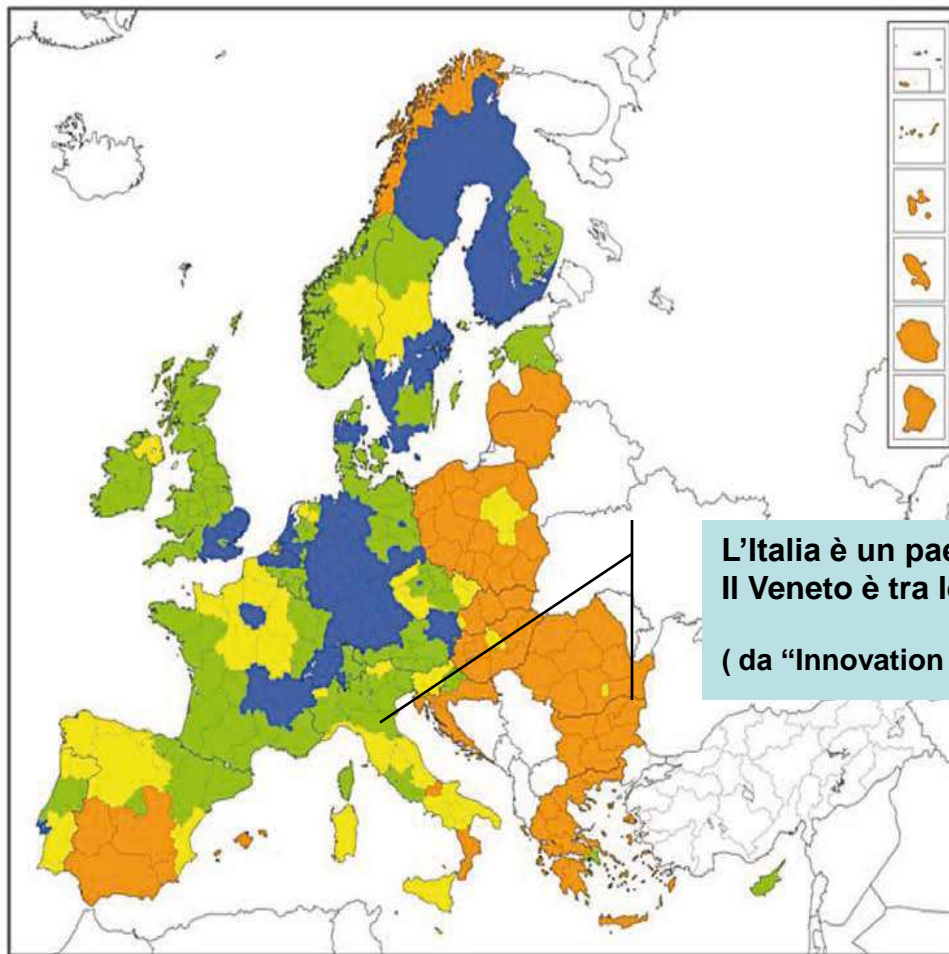 L’Italia è un
Il Veneto è tra
( da “Innovation